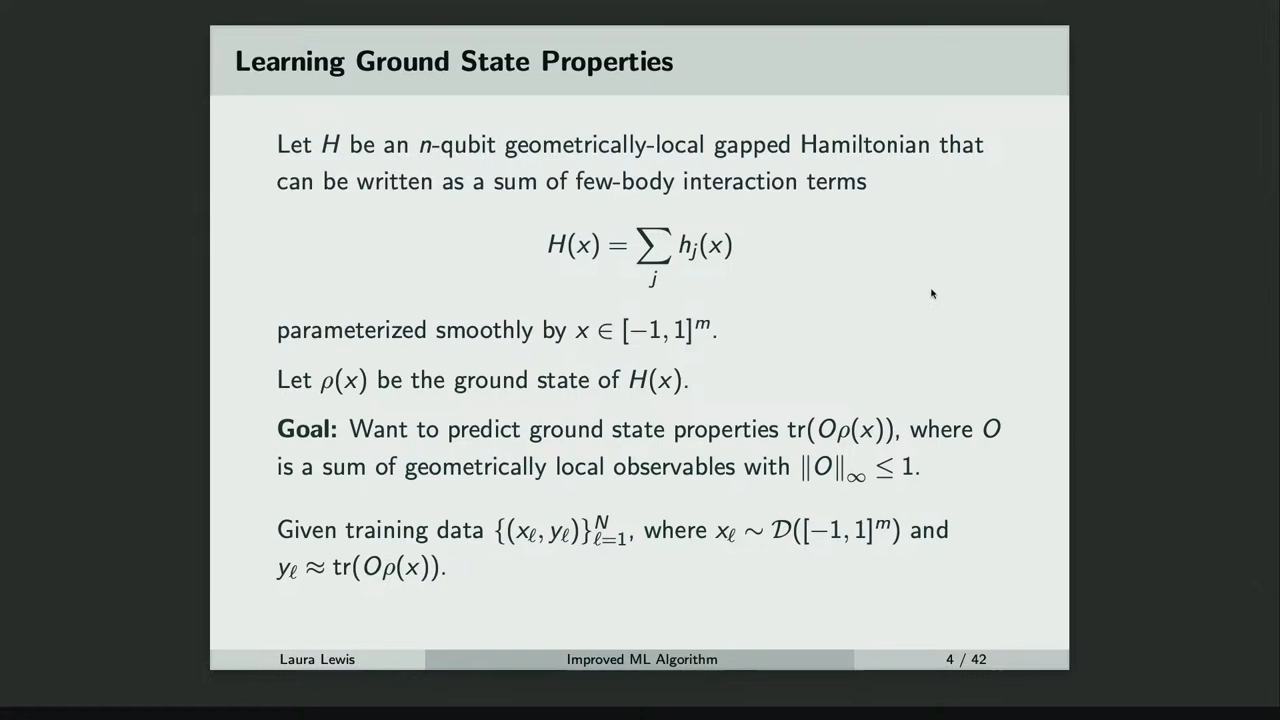 Learning Ground State Properties
Let H be an n-qubit geometrically-local gapped Hamiltonian that
can be written as a sum of few-body interaction terms
H(x) = ∑_j h_j(x)
parameterized smoothly by x ∈ [−1, 1]^m.
Let ρ(x) be the ground state of H(x).
Goal: Want to predict ground state properties tr(Oρ(x)), where O
is a sum of geometrically local observables with ‖O‖_∞ ≤ 1.
Given training data {(x_ℓ, y_ℓ)}_{ℓ=1}^N, where x_ℓ ∼ 𝒟([−1, 1]^m) and
y_ℓ ≈ tr(Oρ(x)).
Laura Lewis Improved ML Algorithm 4 / 42